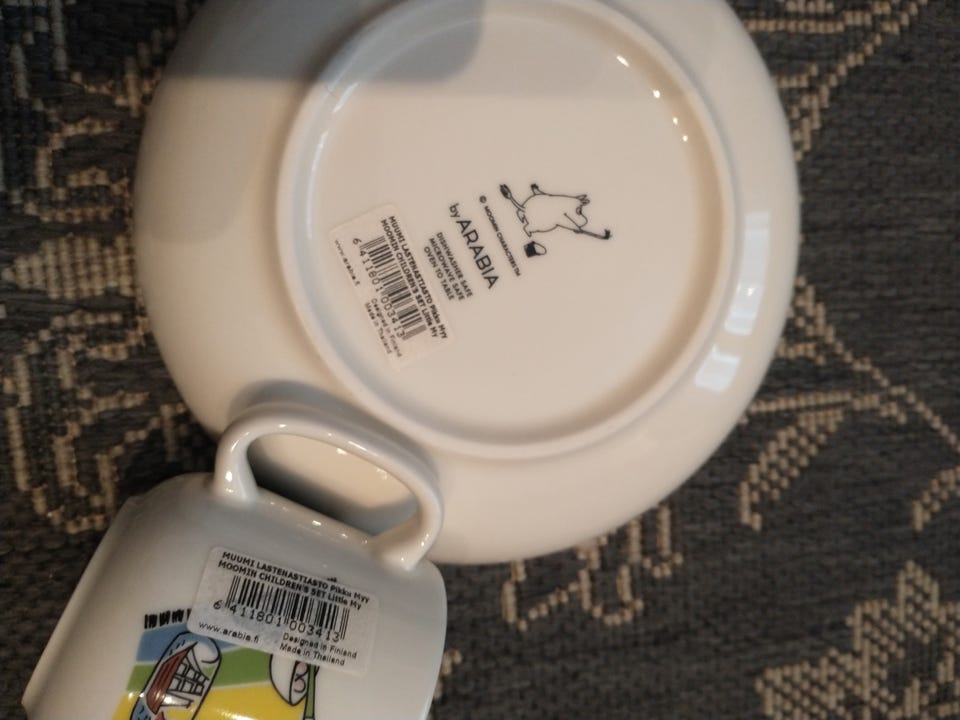 © MOOMIN CHARACTERS™
by ARABIA
DISHWASHER SAFE
MICROWAVE SAFE
OVEN TO TABLE
MUUMI LASTENASTIASTO Pikku Myy
MOOMIN CHILDREN'S SET Little My
6 411801 003413
www.arabia.fi
Designed in Finland
Made in Thailand
MUUMI LASTENASTIASTO Pikku Myy
MOOMIN CHILDREN'S SET Little My
6 411801 003413
www.arabia.fi
Designed in Finland
Made in Thailand